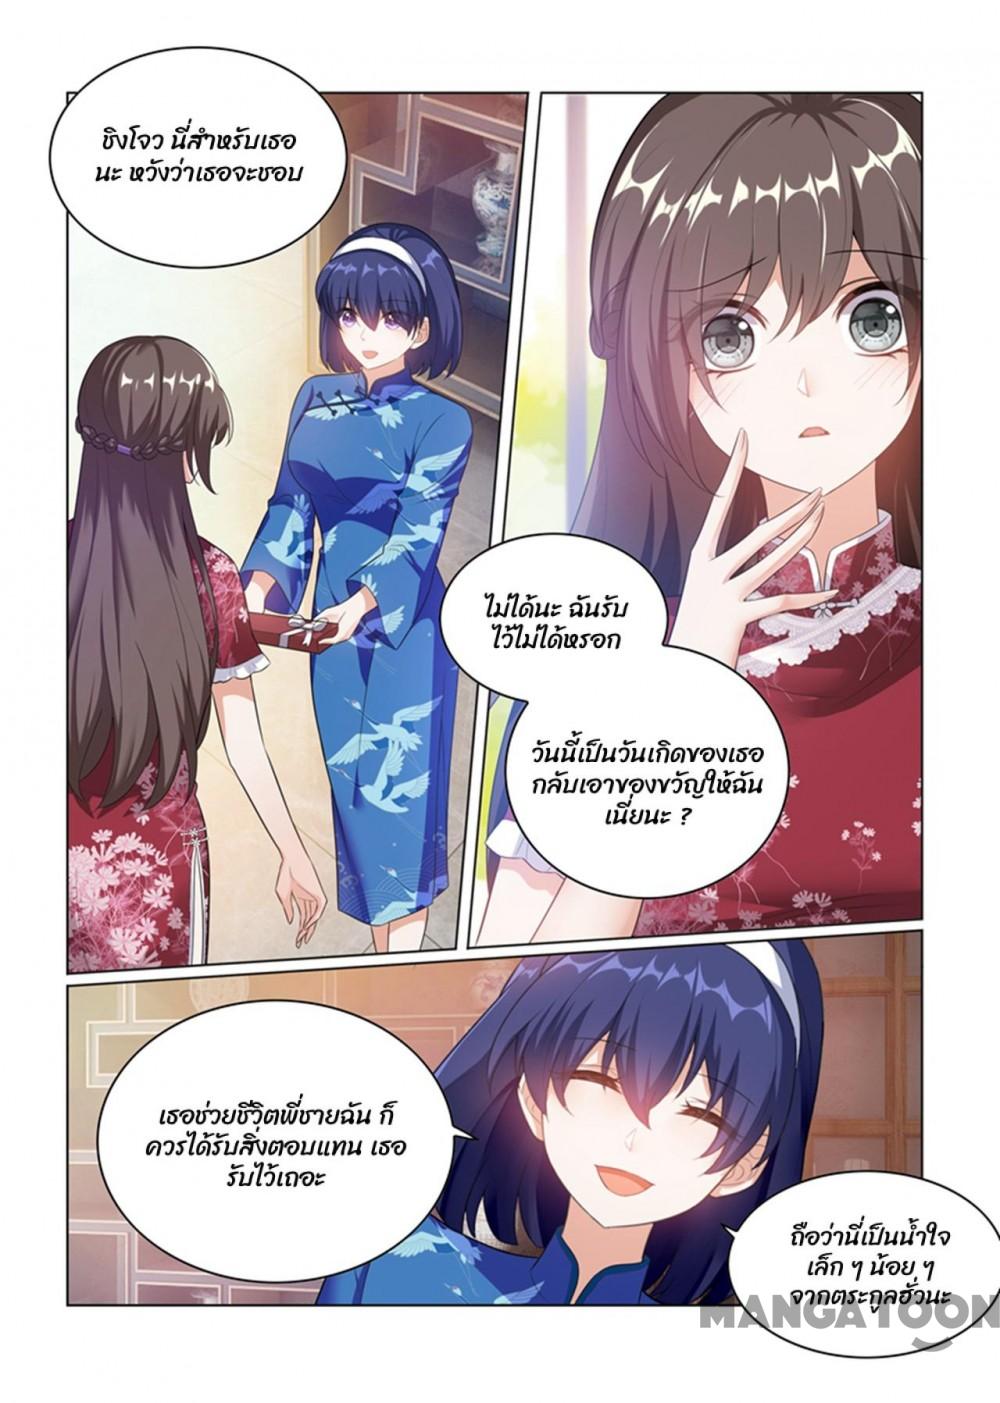 ชิงโจว นี่สำหรับเธอ
นะ หวังว่าเธอจะชอบ
ไม่ได้นะ ฉันรับ
ไว้ไม่ได้หรอก
วันนี้เป็นวันเกิดของเธอ
กลับเอาของขวัญให้ฉัน
เนี่ยนะ ?
เธอช่วยชีวิตพี่ชายฉัน ก็
ควรได้รับสิ่งตอบแทน เธอ
รับไว้เถอะ
ถือว่านี่เป็นน้ำใจ
เล็ก ๆ น้อย ๆ
จากตระกูลฮั่วนะ
MANGATOON